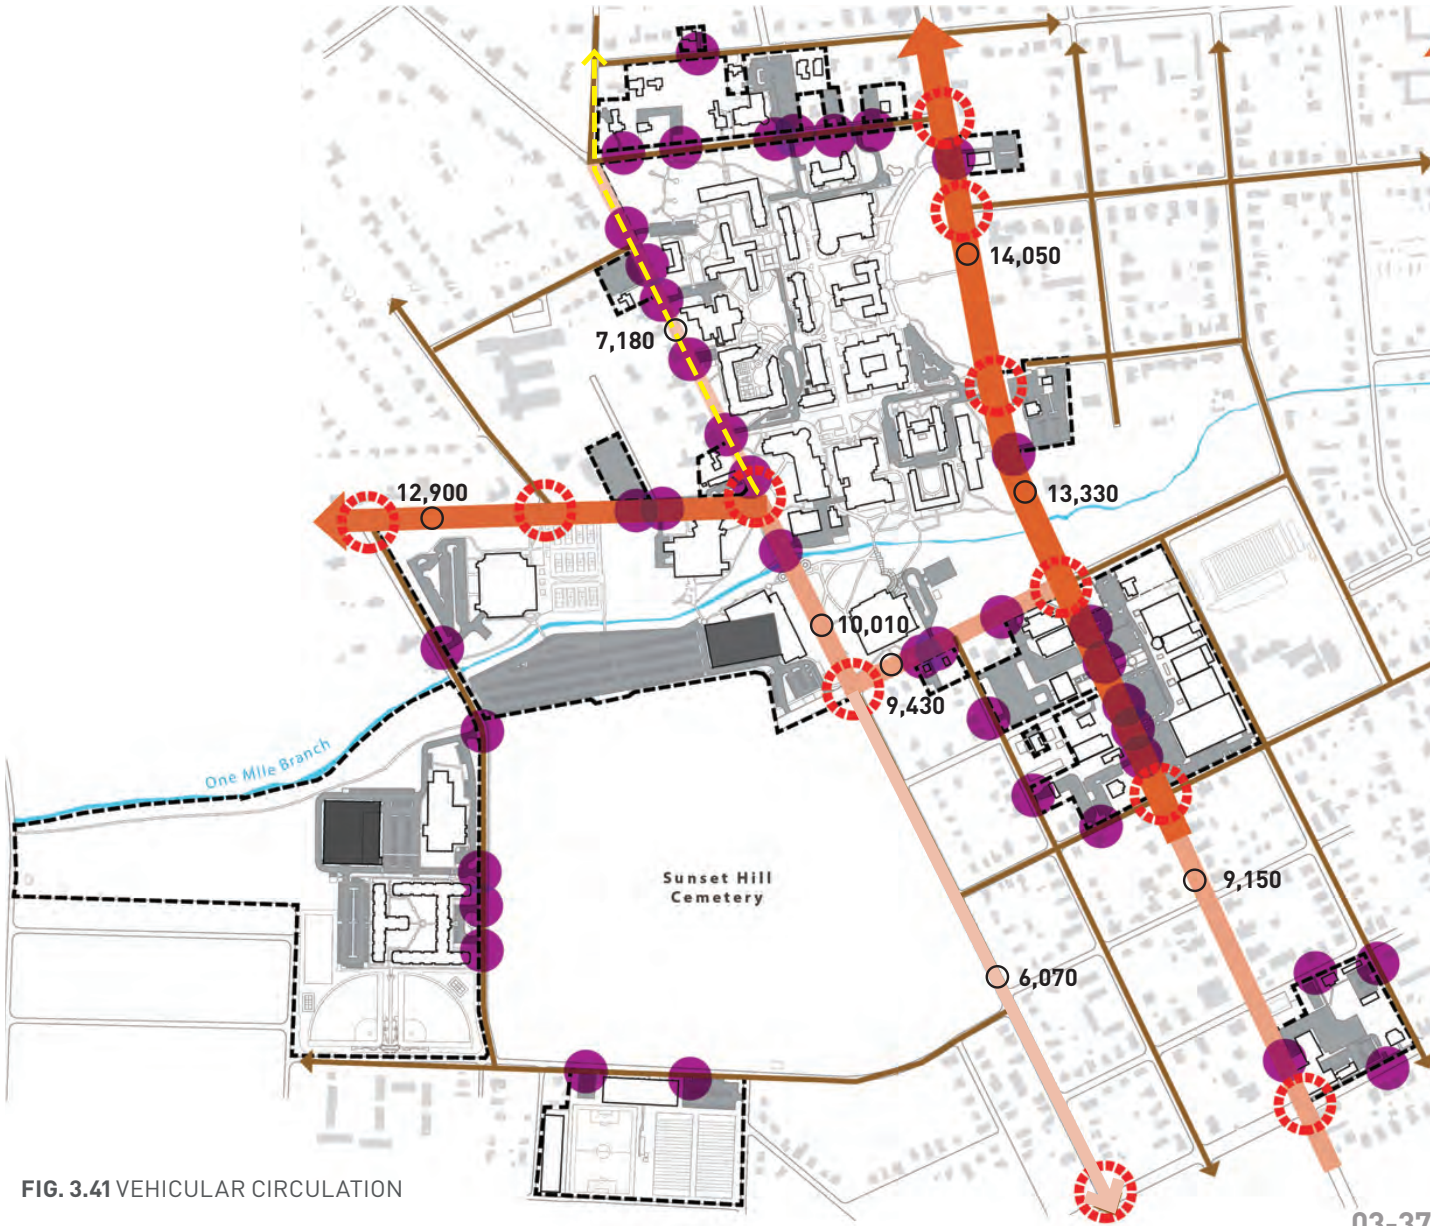 14,050
7,180
12,900
13,330
10,010
9,430
One Mile Branch
Sunset Hill
Cemetery
9,150
6,070
FIG. 3.41 VEHICULAR CIRCULATION
03-37